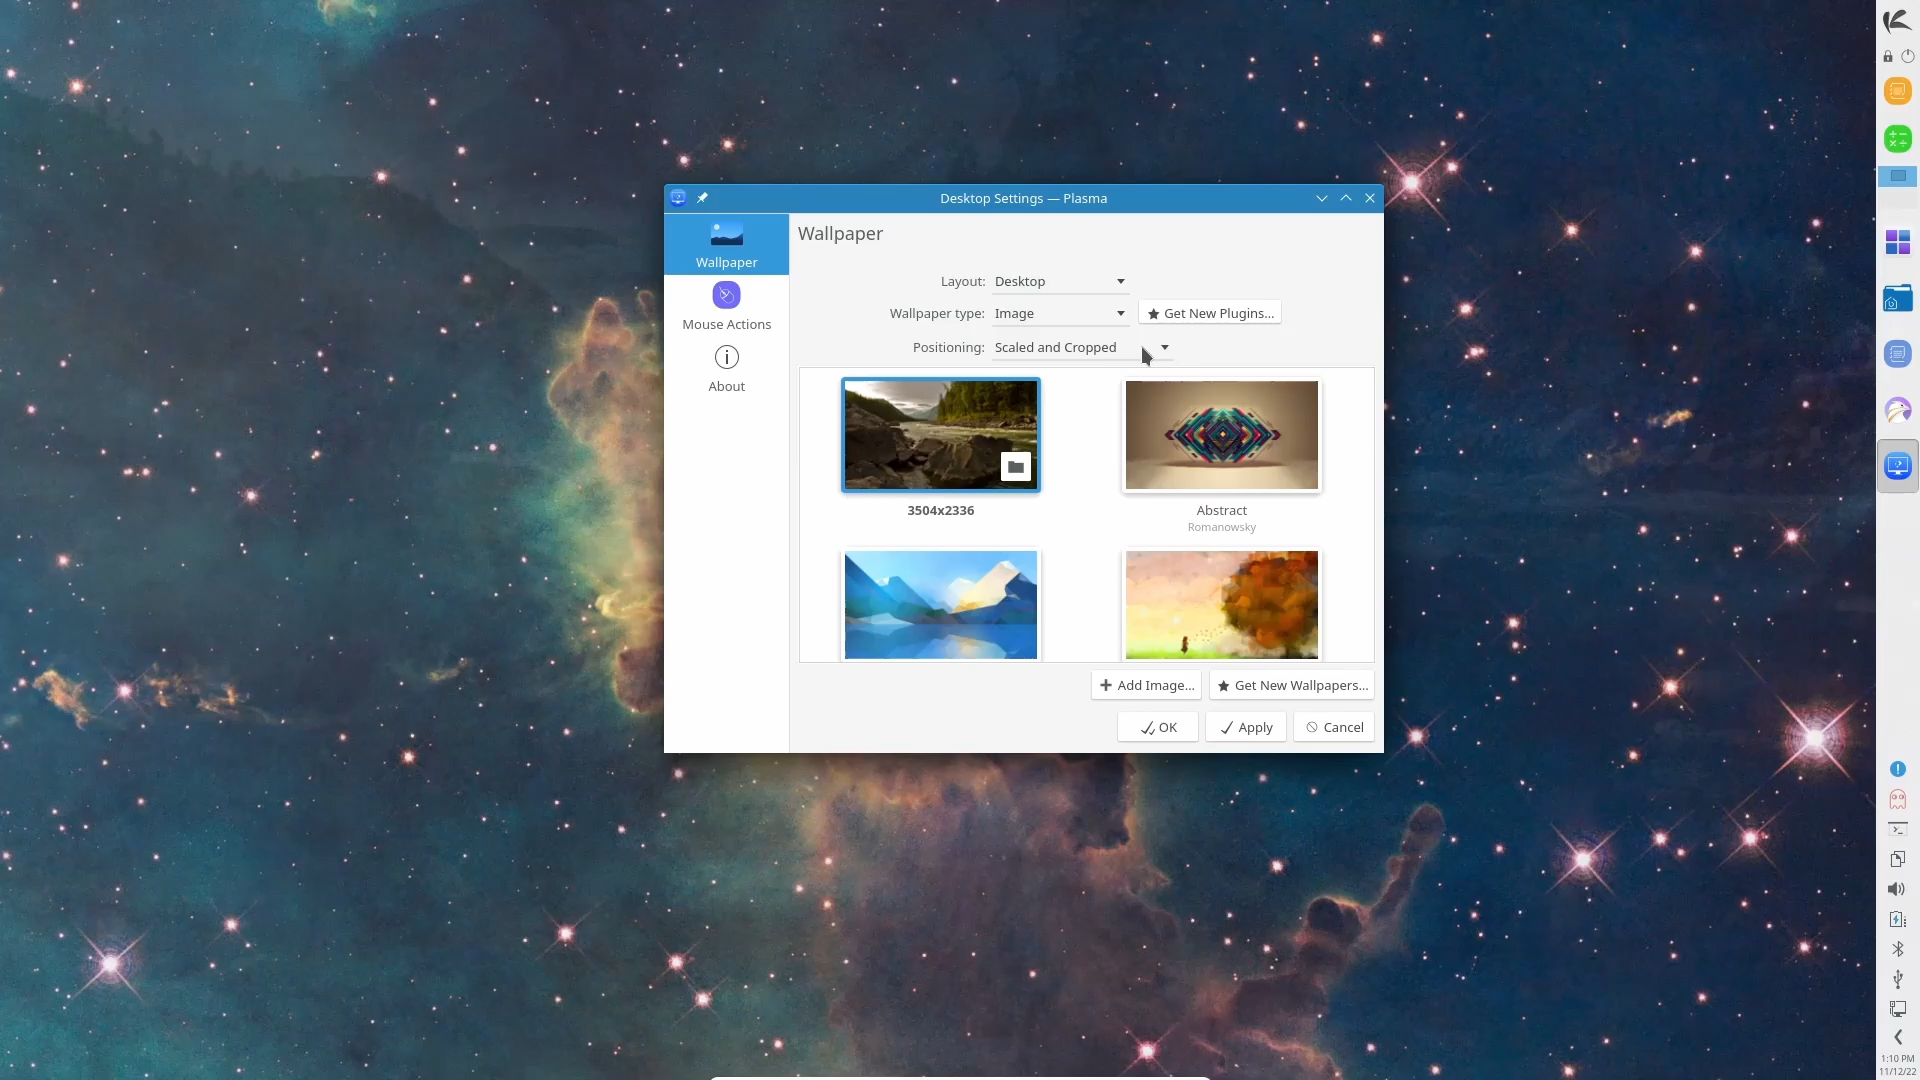 Desktop Settings — Plasma
Wallpaper
Mouse Actions
About
Wallpaper
Layout: Desktop
Wallpaper type: Image Get New Plugins...
Positioning: Scaled and Cropped
3504x2336
Abstract
Romanowsky
Add Image...
Get New Wallpapers...
OK
Apply
Cancel
1:10 PM
11/12/22